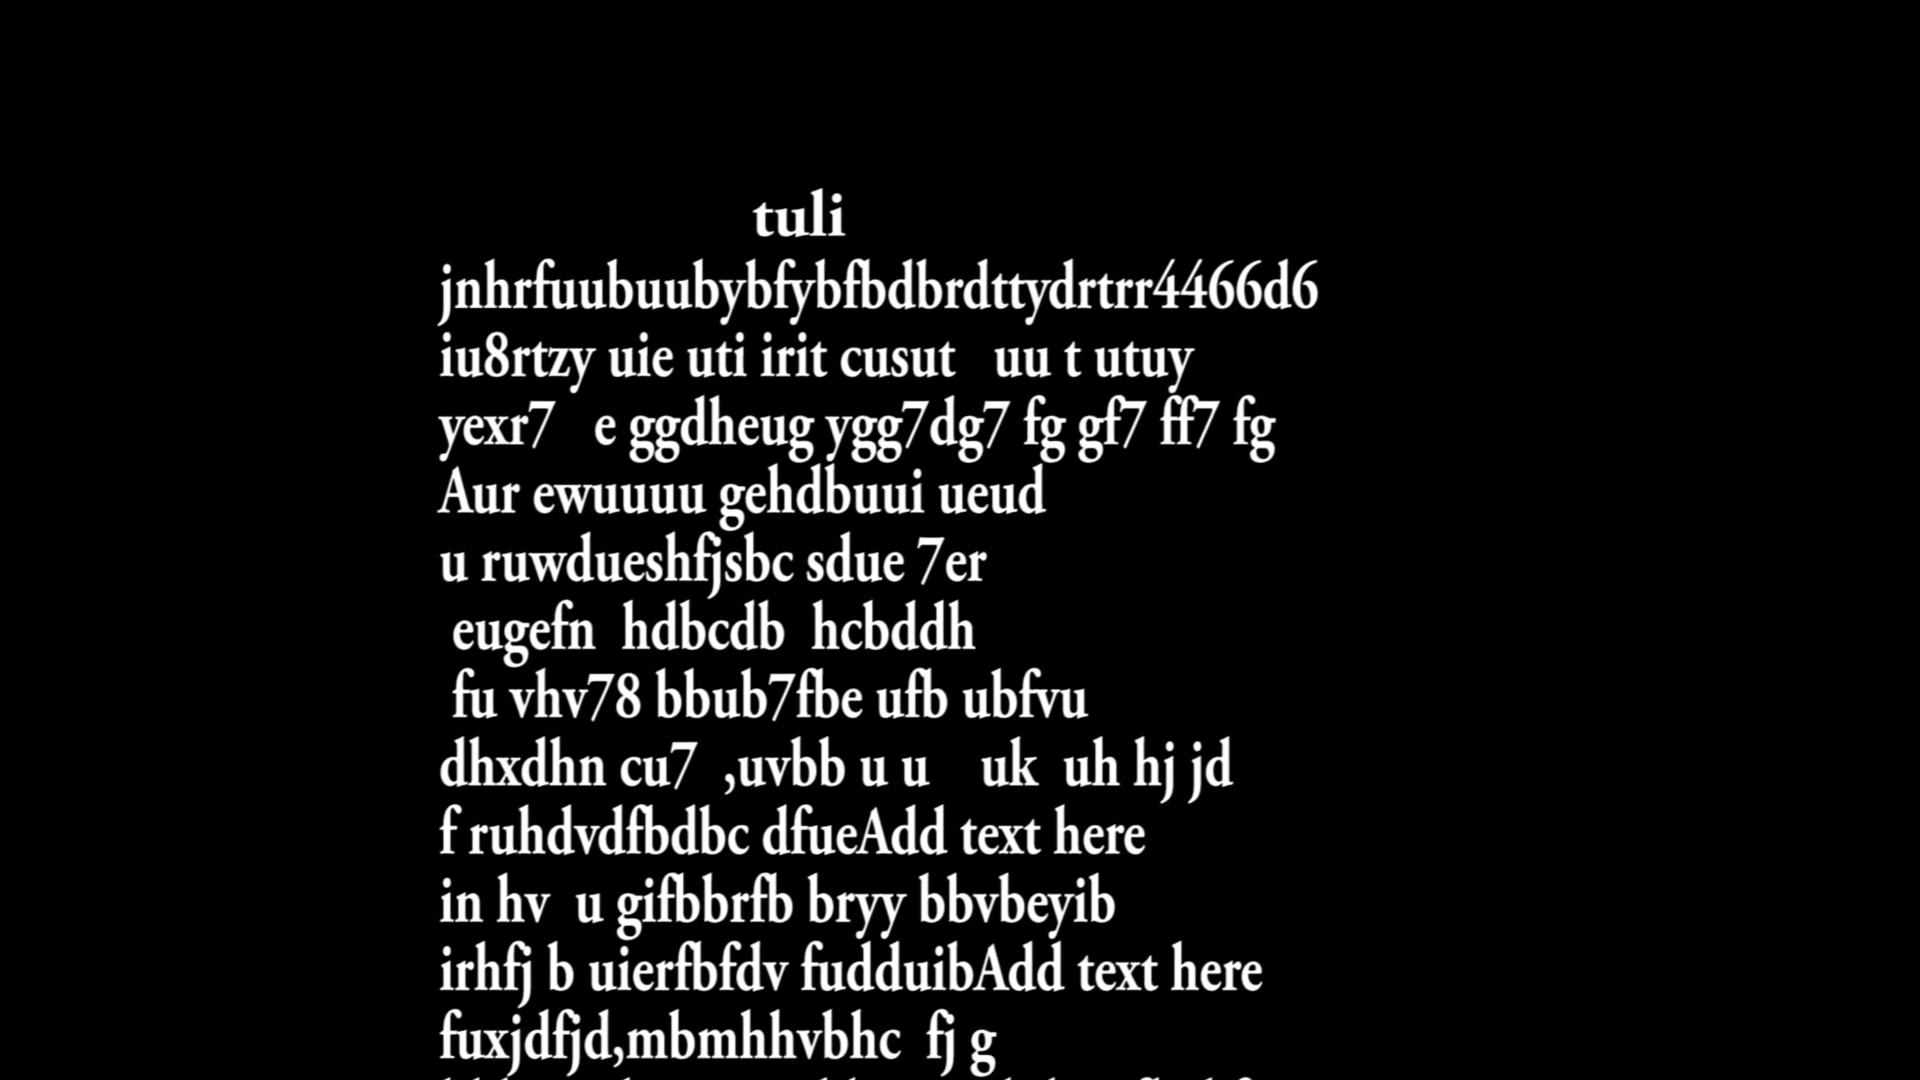 tuli
jnhrfuubuubybfybfbdbrdttydrtrr4466d6
iu8rtzy uie uti irit cusut   uu t utuy
yexr7   e ggdheug ygg7dg7 fg gf7 ff7 fg
Aur ewuuuu gehdbuui ueud
u ruwdueshfjsbc sdue 7er
eugefn  hdbcdb  hcbddh
fu vhv78 bbub7fbe ufb ubfvu
dhxdhn cu7  ,uvbb u u    uk  uh hj jd
f ruhdvdfbdbc dfueAdd text here
in hv  u gifbbrfb bryy bbvbeyib
irhfj b uierfbfdv fudduibAdd text here
fuxjdfjd,mbmhhvbhc  fj g